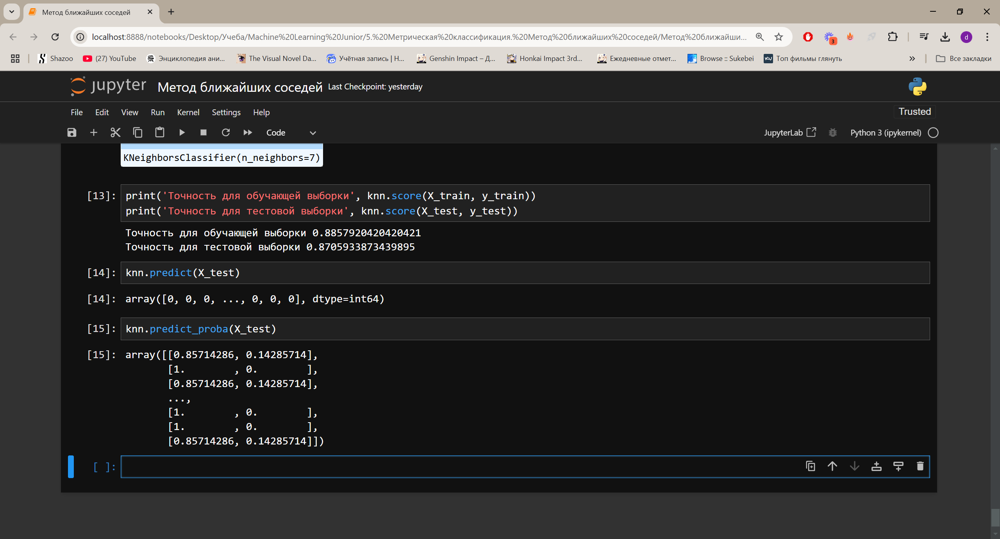 Метод ближайших соседей
localhost:8888/notebooks/Desktop/Учеба/Machine%20Learning%20Junior/5.%20Метрическая%20классификация.%20Метод%20ближайших%20соседей/Метод%20ближайши...
3
d
Shazoo
(27) YouTube
Энциклопедия ани...
The Visual Novel Da...
Учётная запись | H...
Genshin Impact – Д...
Honkai Impact 3rd...
Ежедневные отмет...
Browse :: Sukebei
Топ фильмы глянуть
Все закладки
jupyter Метод ближайших соседей Last Checkpoint: yesterday
File Edit View Run Kernel Settings Help
Trusted
Code
JupyterLab
Python 3 (ipykernel)
KNeighborsClassifier(n_neighbors=7)
[13]: print('Точность для обучающей выборки', knn.score(X_train, y_train))
print('Точность для тестовой выборки', knn.score(X_test, y_test))
Точность для обучающей выборки 0.8857920420420421
Точность для тестовой выборки 0.8705933873439895
[14]: knn.predict(X_test)
[14]: array([0, 0, 0, ..., 0, 0, 0], dtype=int64)
[15]: knn.predict_proba(X_test)
[15]: array([[0.85714286, 0.14285714],
[1.        , 0.        ],
[0.85714286, 0.14285714],
...,
[1.        , 0.        ],
[1.        , 0.        ],
[0.85714286, 0.14285714]])
[ ]: